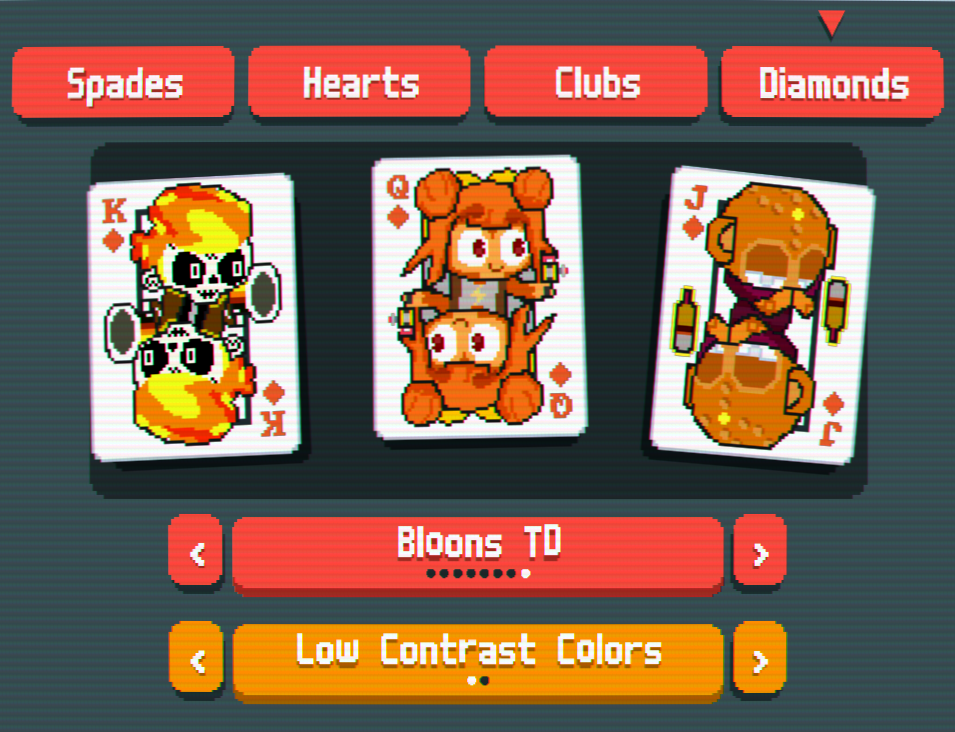 Spades Hearts Clubs Diamonds
K Q J
K Q J
Bloons TD
< >
Low Contrast Colors
< >